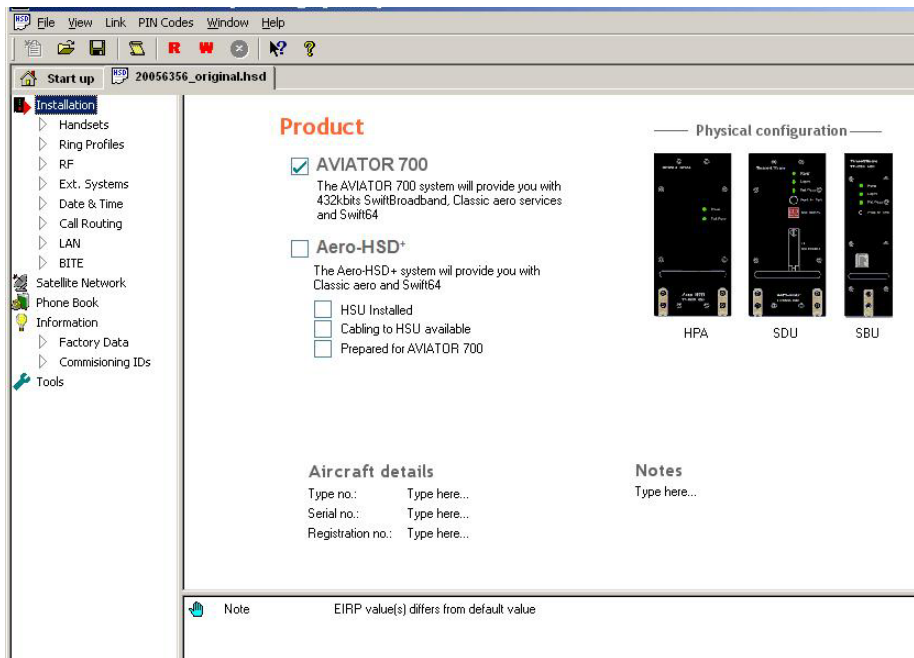 HSD File View Link PIN Codes Window Help
R W
Start up HSD 20056356_original.hsd
Installation
Handsets
Ring Profiles
RF
Ext. Systems
Date & Time
Call Routing
LAN
BITE
Satellite Network
Phone Book
Information
Factory Data
Commisioning IDs
Tools
Product
AVIATOR 700
The AVIATOR 700 system will provide you with
432kbits SwiftBroadband, Classic aero services
and Swift64
Aero-HSD+
The Aero-HSD+ system wil provide you with
Classic aero and Swift64
HSU Installed
Cabling to HSU available
Prepared for AVIATOR 700
Physical configuration
HPA SDU SBU
Aircraft details
Type no.: Type here...
Serial no.: Type here...
Registration no.: Type here...
Notes
Type here...
Note EIRP value(s) differs from default value